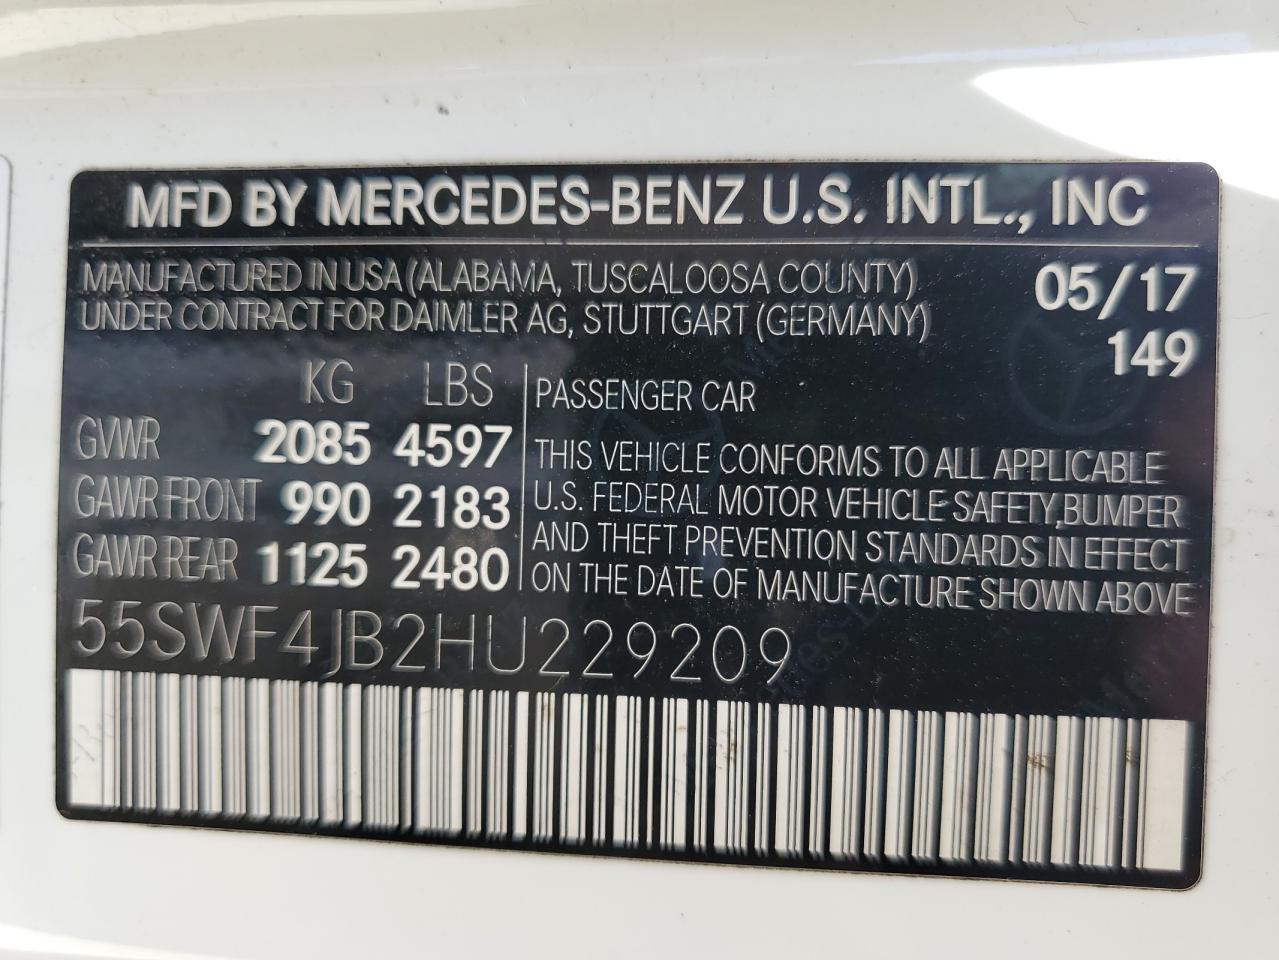 MFD BY MERCEDES-BENZ U.S. INTL., INC
MANUFACTURED IN USA (ALABAMA, TUSCALOOSA COUNTY) 05/17
UNDER CONTRACT FOR DAIMLER AG, STUTTGART (GERMANY) 149
KG LBS
GVWR 2085 4597
GAWR FRONT 990 2183
GAWR REAR 1125 2480
PASSENGER CAR
THIS VEHICLE CONFORMS TO ALL APPLICABLE
U.S. FEDERAL MOTOR VEHICLE SAFETY, BUMPER
AND THEFT PREVENTION STANDARDS IN EFFECT
ON THE DATE OF MANUFACTURE SHOWN ABOVE
55SWF4JB2HU229209